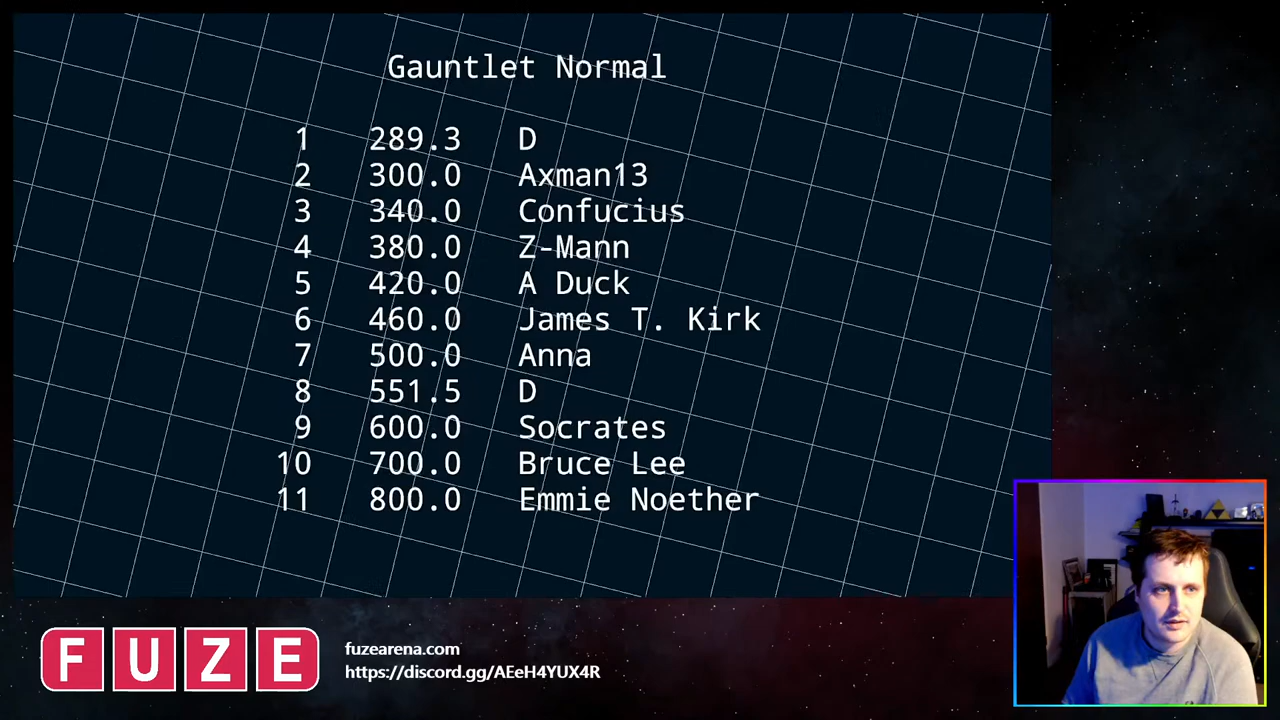 Gauntlet Normal
1 289.3 D
2 300.0 Axman13
3 340.0 Confucius
4 380.0 Z-Mann
5 420.0 A Duck
6 460.0 James T. Kirk
7 500.0 Anna
8 551.5 D
9 600.0 Socrates
10 700.0 Bruce Lee
11 800.0 Emmie Noether
FUZE
fuzearena.com
https://discord.gg/AEeH4YUX4R